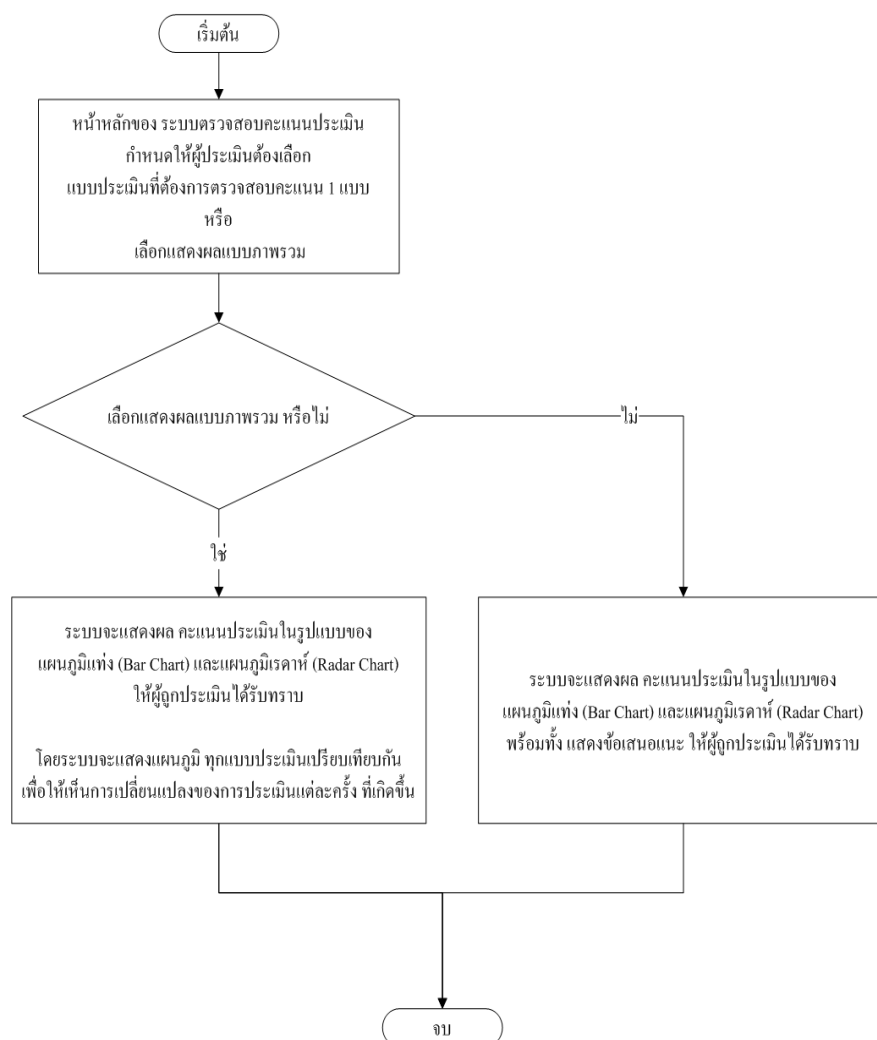 เริ่มต้น
หน้าหลักของ ระบบตรวจสอบคะแนนประเมิน
กำหนดให้ผู้ประเมินต้องเลือก
แบบประเมินที่ต้องการตรวจสอบคะแนน 1 แบบ
หรือ
เลือกแสดงผลแบบภาพรวม
เลือกแสดงผลแบบภาพรวม หรือไม่
ไม่
ใช่
ระบบจะแสดงผล คะแนนประเมินในรูปแบบของ
แผนภูมิแท่ง (Bar Chart) และแผนภูมิเรดาห์ (Radar Chart)
ให้ผู้ถูกประเมินได้รับทราบ
โดยระบบจะแสดงแผนภูมิ ทุกแบบประเมินเปรียบเทียบกัน
เพื่อให้เห็นการเปลี่ยนแปลงของการประเมินแต่ละครั้ง ที่เกิดขึ้น
ระบบจะแสดงผล คะแนนประเมินในรูปแบบของ
แผนภูมิแท่ง (Bar Chart) และแผนภูมิเรดาห์ (Radar Chart)
พร้อมทั้ง แสดงข้อเสนอแนะ ให้ผู้ถูกประเมินได้รับทราบ
จบ